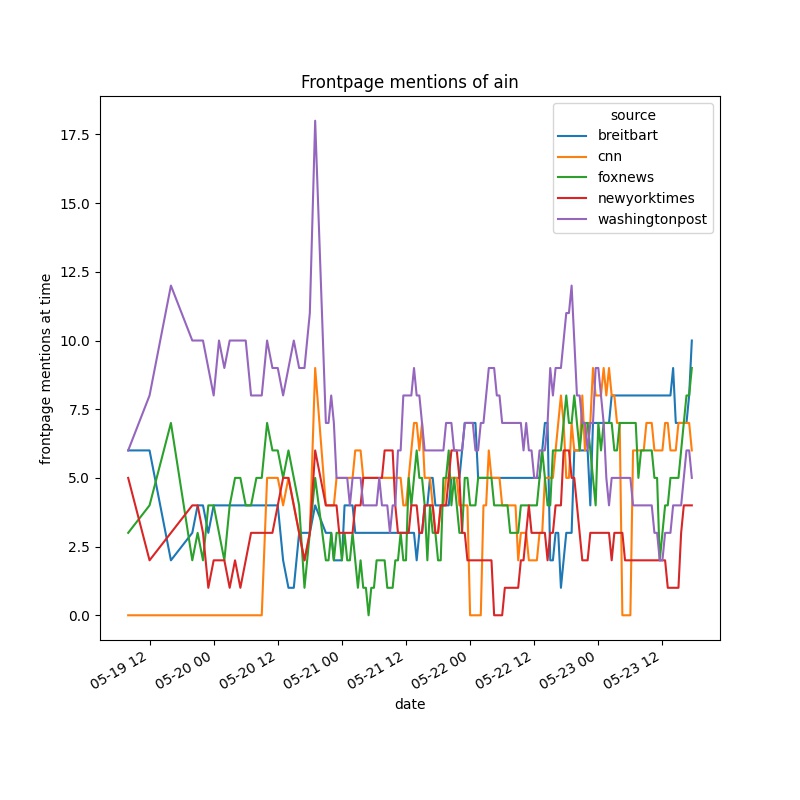 Frontpage mentions of ain
source
breitbart
cnn
foxnews
newyorktimes
washingtonpost
frontpage mentions at time
17.5
15.0
12.5
10.0
7.5
5.0
2.5
0.0
05-19 12
05-20 00
05-20 12
05-21 00
05-21 12
05-22 00
05-22 12
05-23 00
05-23 12
date